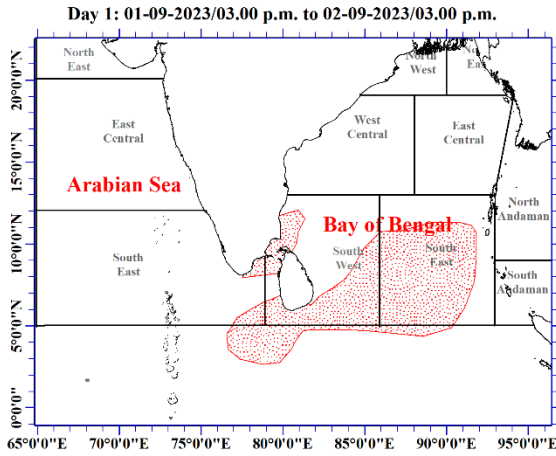 Day 1: 01-09-2023/03.00 p.m. to 02-09-2023/03.00 p.m.
North
East
North
West
East
20°0'0"N
East
Central
West
Central
East
Central
15°0'0"N
Arabian Sea
Bay of Bengal
North
Andaman
10°0'0"N
South
East
South
West
South
East
South
Andaman
5°0'0"N
0°0'0"
65°0'0"E 70°0'0"E 75°0'0"E 80°0'0"E 85°0'0"E 90°0'0"E 95°0'0"E